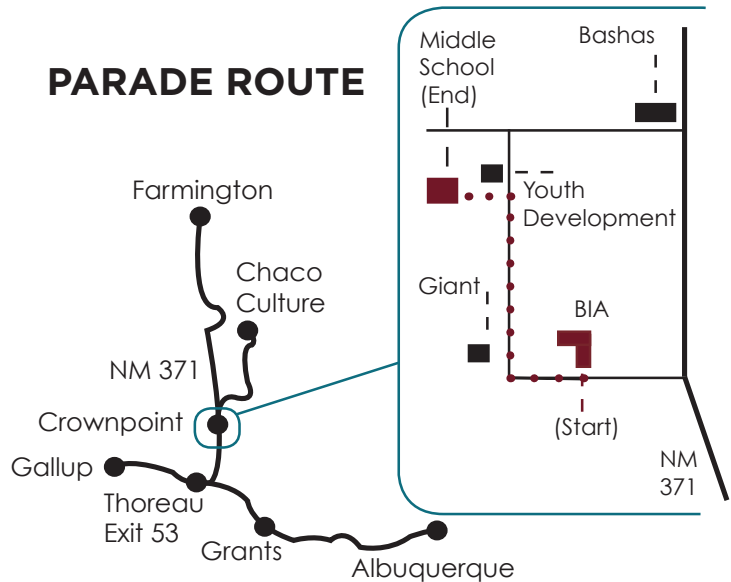 PARADE ROUTE
Farmington
Chaco
Culture
NM 371
Crownpoint
Gallup
Thoreau
Exit 53
Grants
Albuquerque
Middle
School
(End)
Bashas
Youth
Development
Giant
BIA
(Start)
NM
371